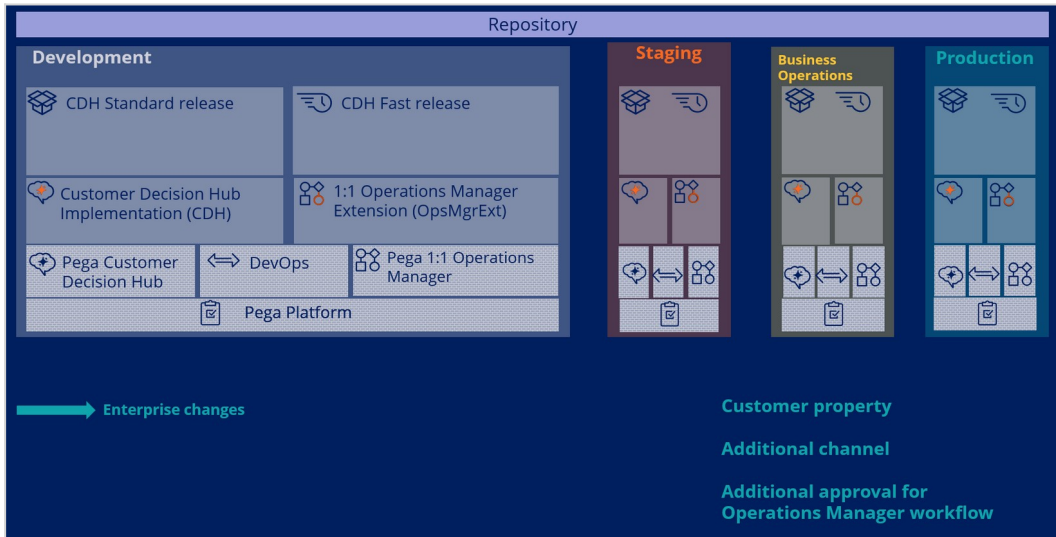 Repository
Development
CDH Standard release
CDH Fast release
Customer Decision Hub
Implementation (CDH)
1:1 Operations Manager
Extension (OpsMgrExt)
Pega Customer
Decision Hub
DevOps
Pega 1:1 Operations
Manager
Pega Platform
Staging
Business
Operations
Production
Enterprise changes
Customer property
Additional channel
Additional approval for
Operations Manager workflow